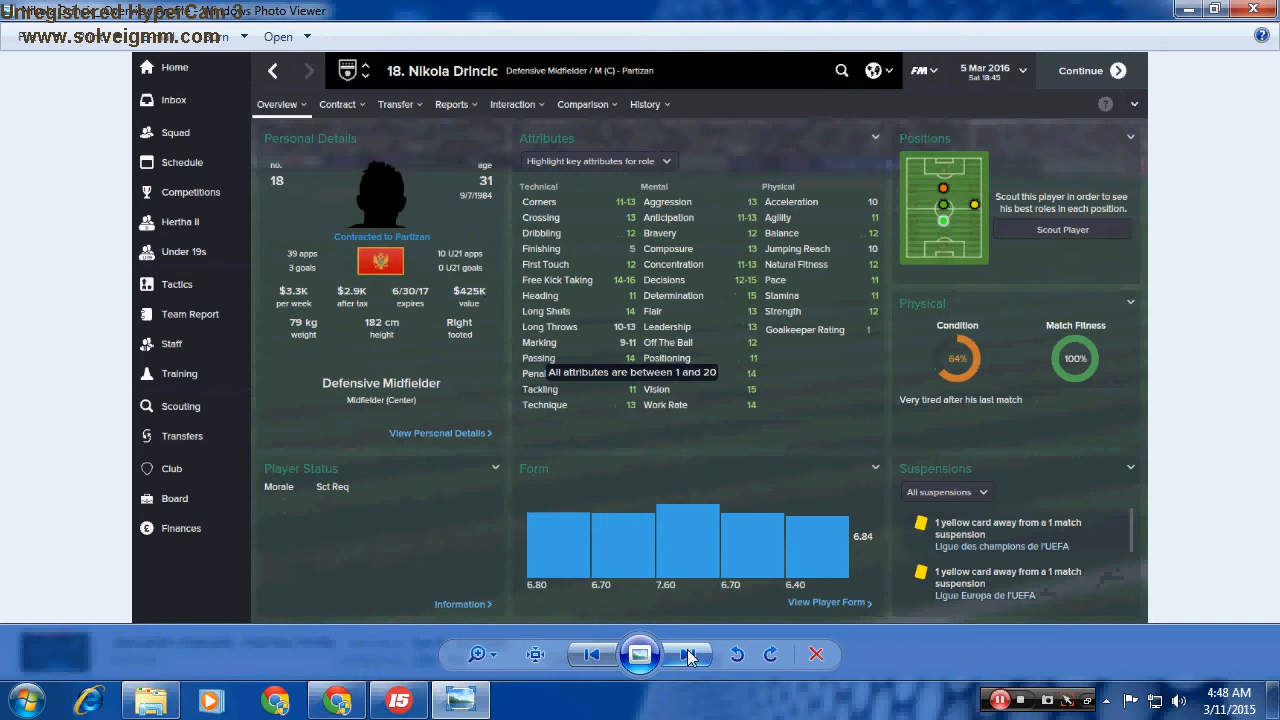 Unregistered HyperCam 3
Windows Photo Viewer
www.solveigmm.com
Open
Home
Inbox
Squad
Schedule
Competitions
Hertha II
Under 19s
Tactics
Team Report
Staff
Training
Scouting
Transfers
Club
Board
Finances
18. Nikola Drincic
Defensive Midfielder / M (C) - Partizan
FM
5 Mar 2016
Sat 18:45
Continue
Overview Contract Transfer Reports Interaction Comparison History
Personal Details
no.
18
age
31
9/7/1984
Contracted to Partizan
39 apps
3 goals
10 U21 apps
0 U21 goals
$3.3K $2.9K 6/30/17 $425K
per week after tax expires value
79 kg 182 cm Right
weight height footed
Defensive Midfielder
Midfielder (Center)
View Personal Details >
Attributes
Highlight key attributes for role
Technical Mental Physical
Corners 11-13 Aggression 13 Acceleration 10
Crossing 13 Anticipation 11-13 Agility 11
Dribbling 12 Bravery 12 Balance 12
Finishing 5 Composure 13 Jumping Reach 10
First Touch 12 Concentration 11-13 Natural Fitness 12
Free Kick Taking 14-16 Decisions 12-15 Pace 11
Heading 11 Determination 15 Stamina 11
Long Shots 14 Flair 13 Strength 12
Long Throws 10-13 Leadership 13 Goalkeeper Rating 1
Marking 9-11 Off The Ball 12
Passing 14 Positioning 11
All attributes are between 1 and 20 14
Tackling 11 Vision 15
Technique 13 Work Rate 14
Positions
Scout this player in order to see
his best roles in each position.
Scout Player
Physical
Condition Match Fitness
64% 100%
Very tired after his last match
Player Status
Morale Sct Req
Information >
Form
6.84
6.80 6.70 7.60 6.70 6.40
View Player Form >
Suspensions
All suspensions
1 yellow card away from a 1 match
suspension
Ligue des champions de l'UEFA
1 yellow card away from a 1 match
suspension
Ligue Europa de l'UEFA
15
4:48 AM
3/11/2015